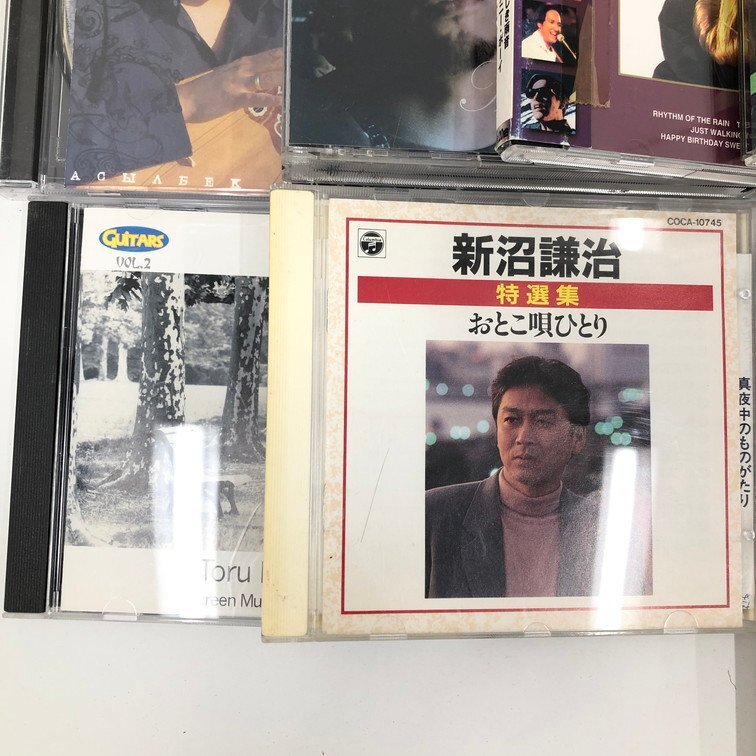 АСЫЛБЕК
RHYTHM OF THE RAIN
JUST WALKING
HAPPY BIRTHDAY SWE
GUITARS
VOL.2
Toru
reen Mu
COCA-10745
Columbia
新沼謙治
特選集
おとこ唄ひとり
真夜中のものがたり